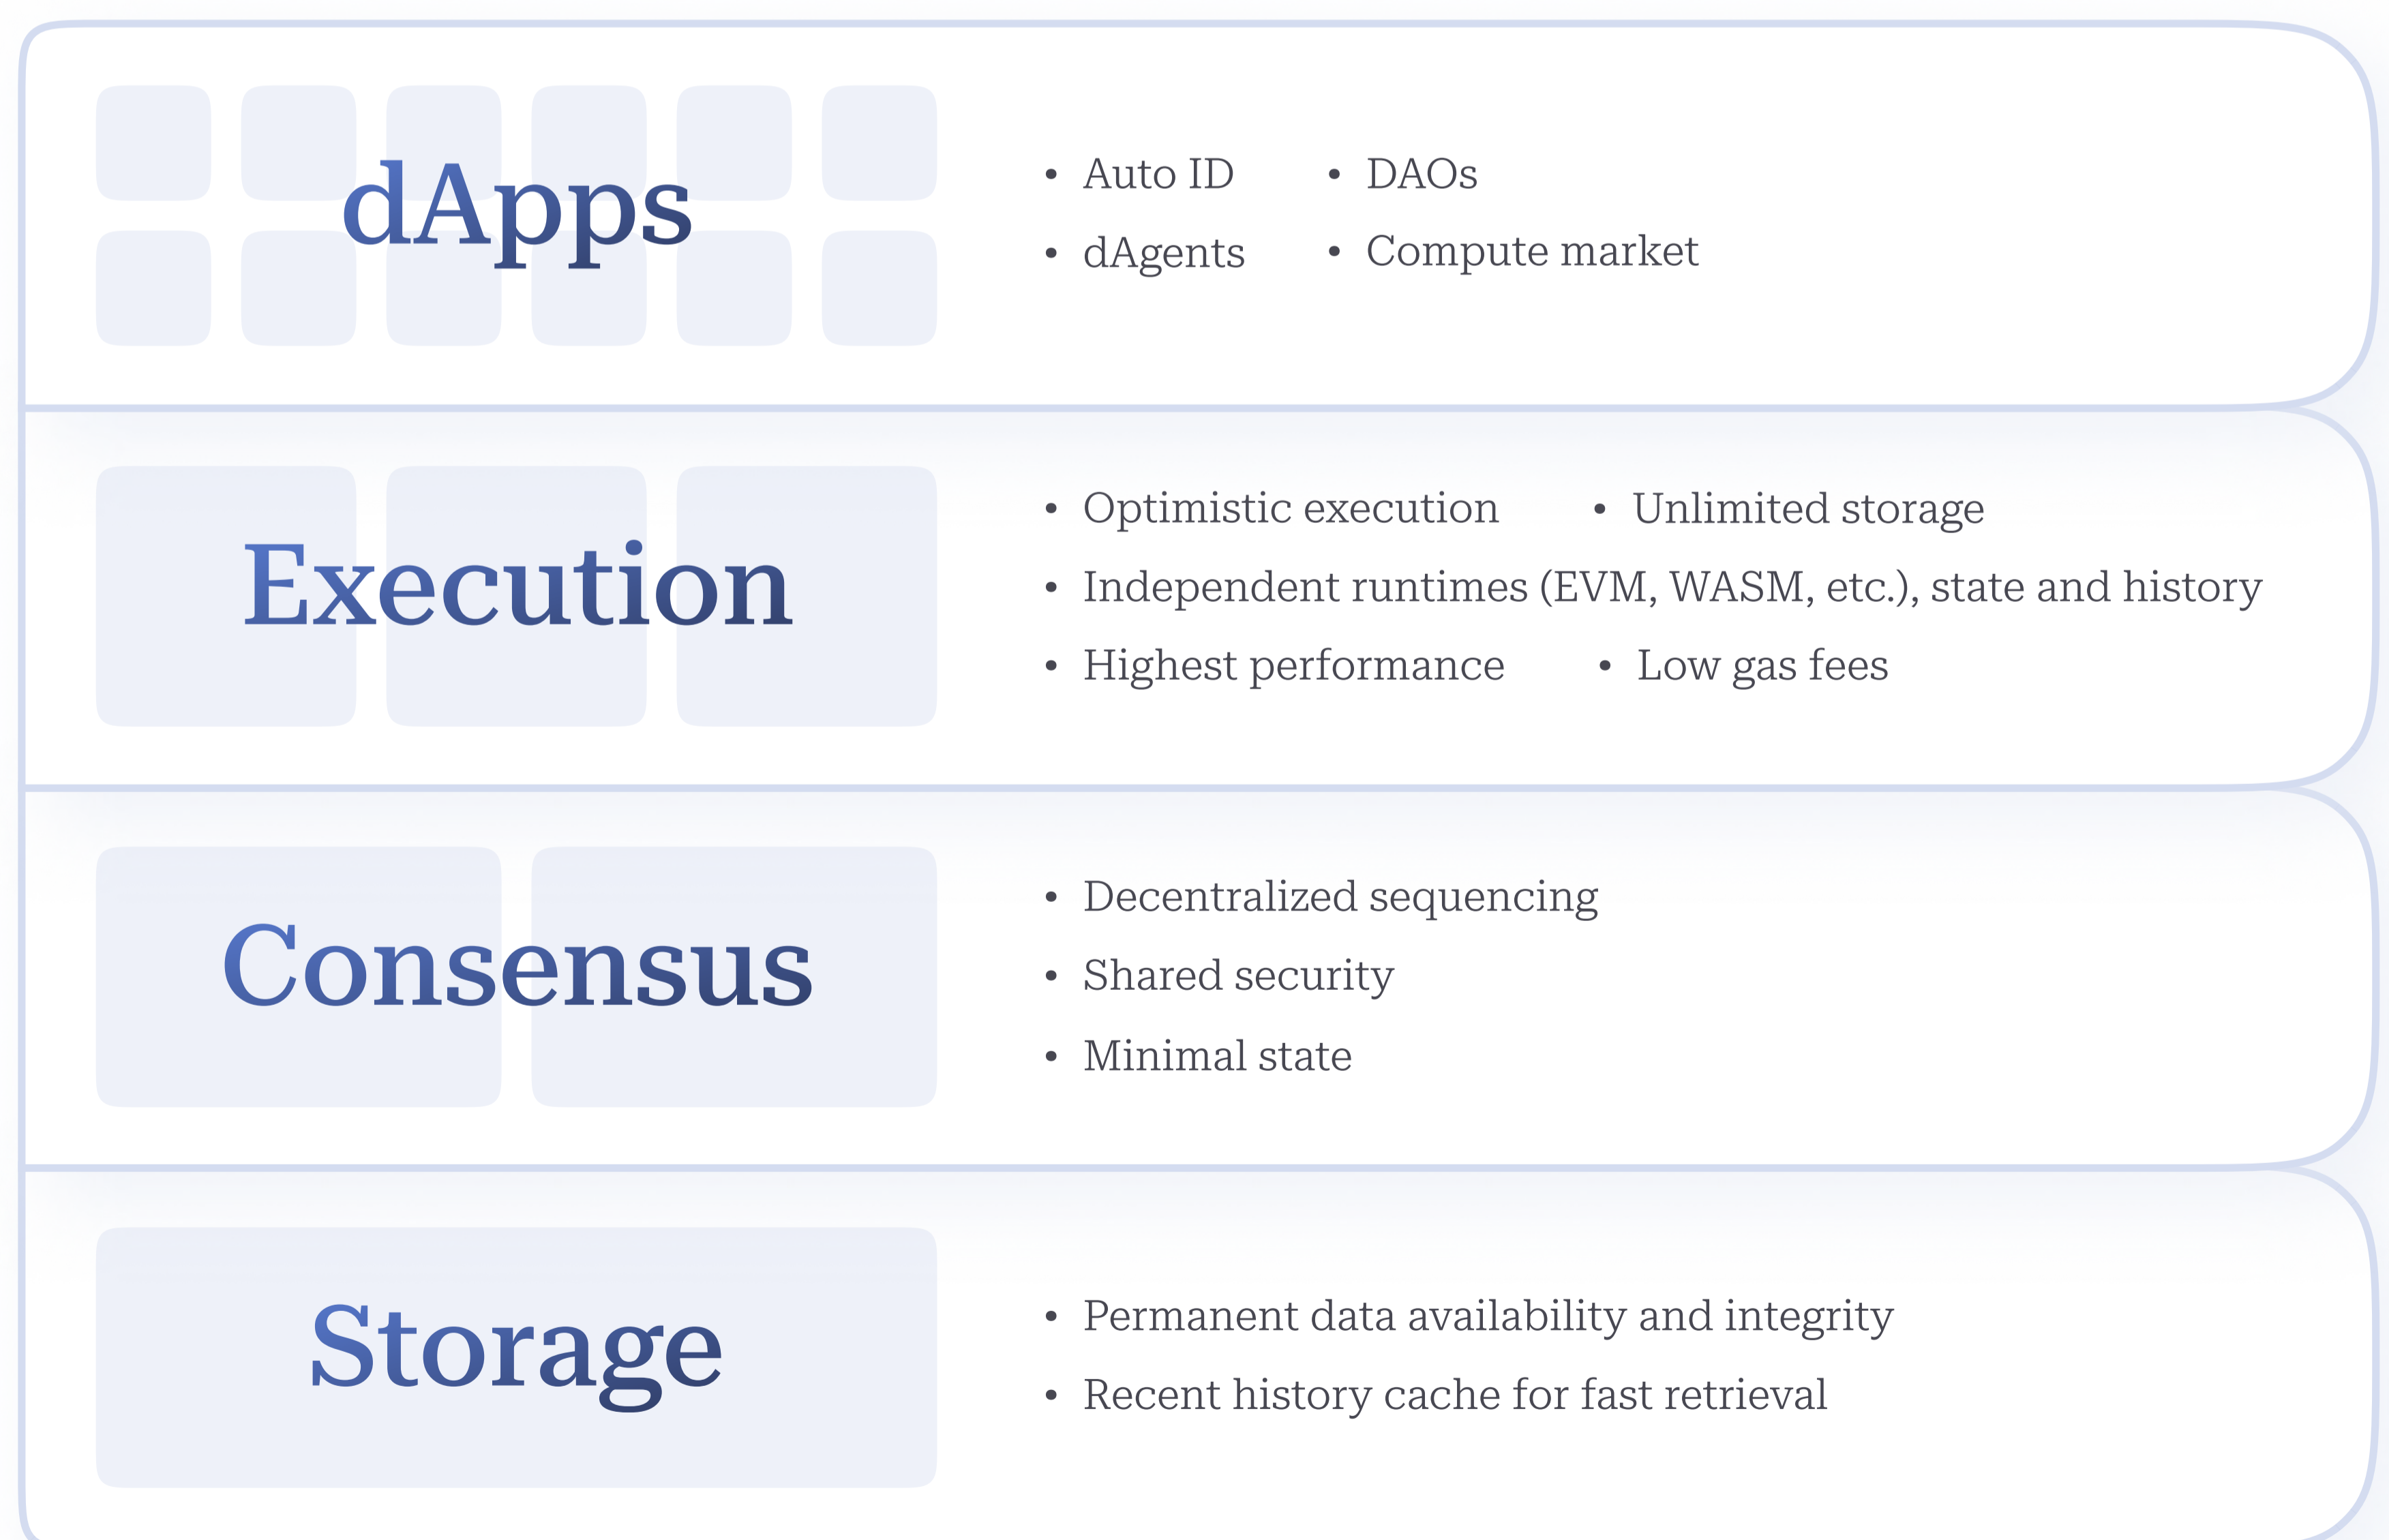 dApps
• Auto ID • DAOs
• dAgents • Compute market
Execution
• Optimistic execution • Unlimited storage
• Independent runtimes (EVM, WASM, etc.), state and history
• Highest performance • Low gas fees
Consensus
• Decentralized sequencing
• Shared security
• Minimal state
Storage
• Permanent data availability and integrity
• Recent history cache for fast retrieval